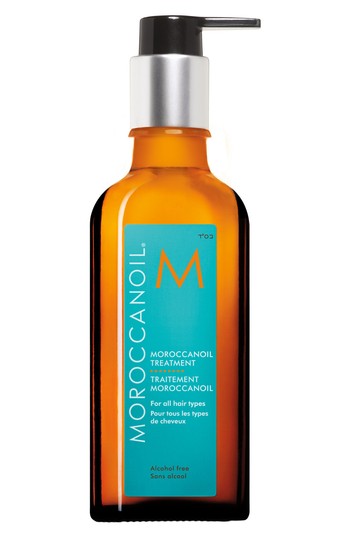 כס"ד
M
MOROCCANOIL®
MOROCCANOIL
TREATMENT
TRAITEMENT
MOROCCANOIL
For all hair types
Pour tous les types
de cheveux
Alcohol free
Sans alcool